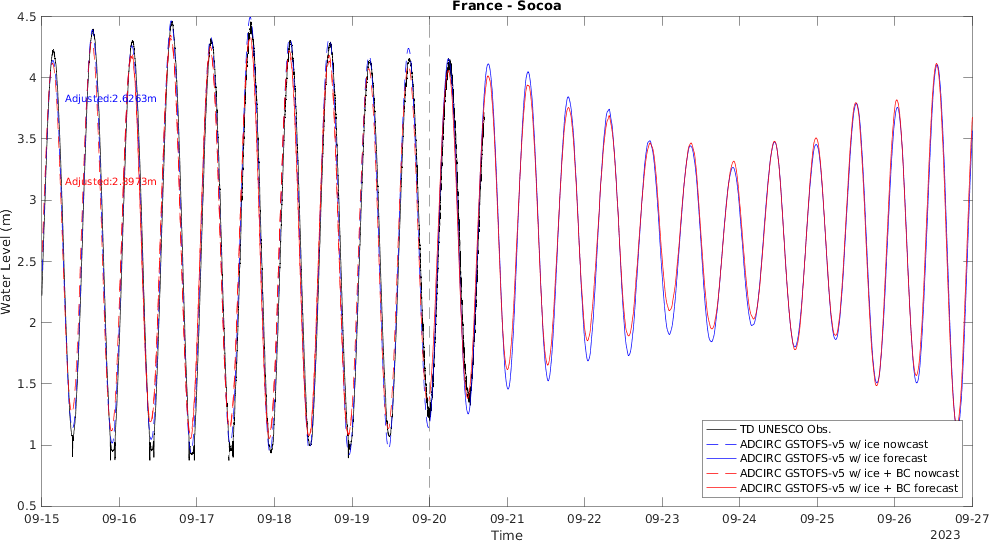 France - Socoa
4.5
4
3.5
3
2.5
2
1.5
1
0.5
Water Level (m)
Adjusted:2.6263m
Adjusted:2.8973m
TD UNESCO Obs.
ADCIRC GSTOFS-v5 w/ ice nowcast
ADCIRC GSTOFS-v5 w/ ice forecast
ADCIRC GSTOFS-v5 w/ ice + BC nowcast
ADCIRC GSTOFS-v5 w/ ice + BC forecast
09-15 09-16 09-17 09-18 09-19 09-20 09-21 09-22 09-23 09-24 09-25 09-26 09-27
Time
2023